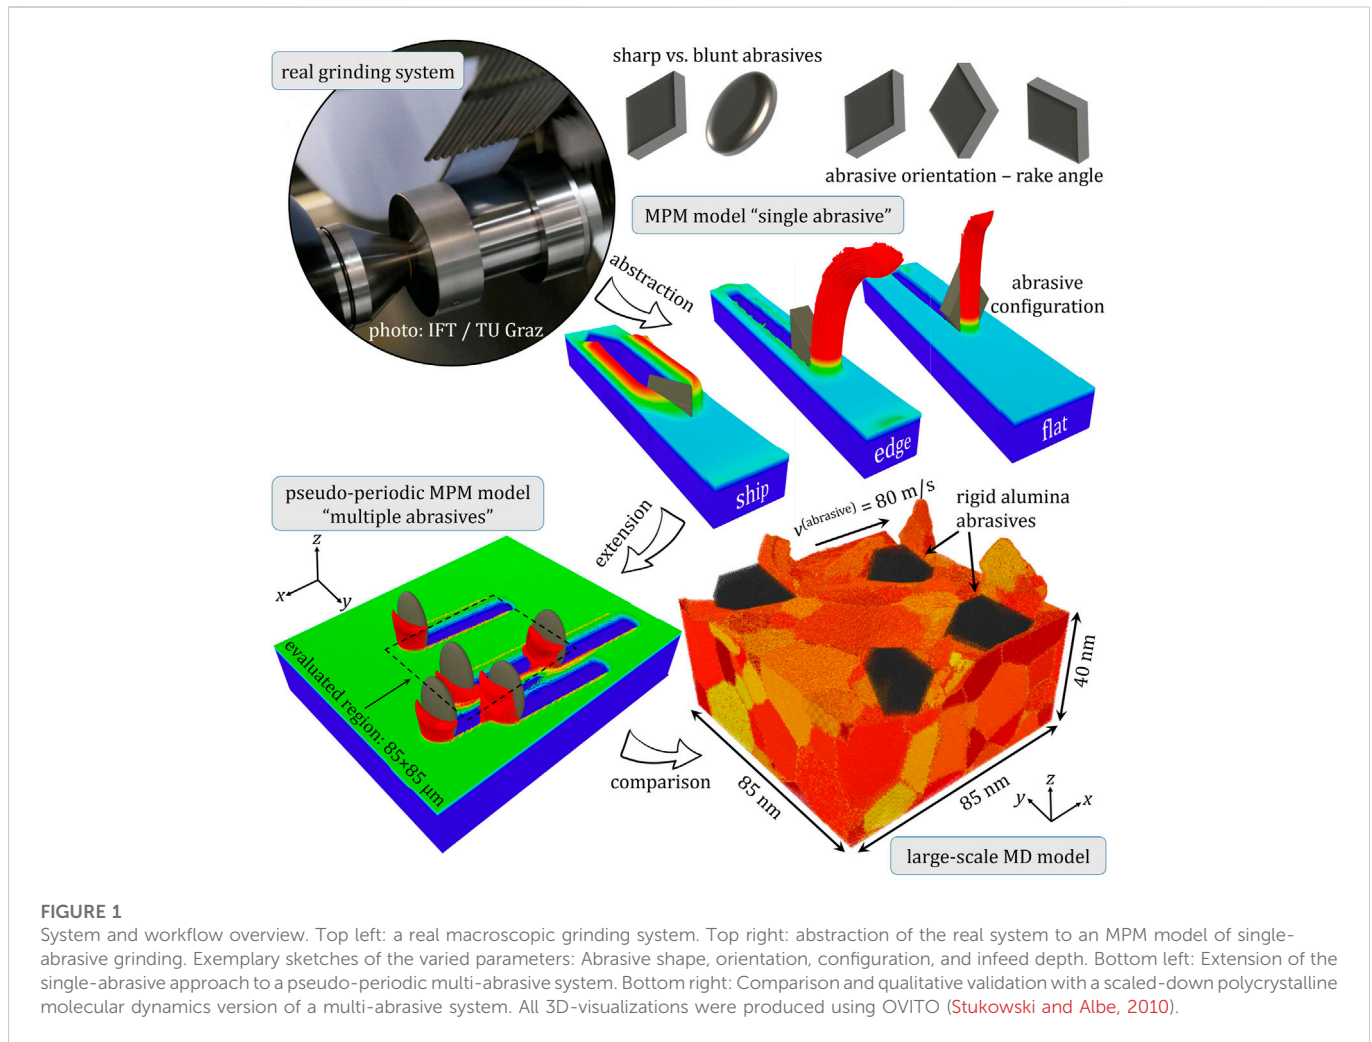 real grinding system
photo: IFT / TU Graz
sharp vs. blunt abrasives
abrasive orientation – rake angle
MPM model “single abrasive”
abstraction
abrasive
configuration
ship
edge
flat
pseudo-periodic MPM model
“multiple abrasives”
extension
z
x
y
evaluated region: 85×85 μm
comparison
v(abrasive) = 80 m/s
rigid alumina
abrasives
40 nm
85 nm
85 nm
z
y
x
large-scale MD model
FIGURE 1
System and workflow overview. Top left: a real macroscopic grinding system. Top right: abstraction of the real system to an MPM model of single-
abrasive grinding. Exemplary sketches of the varied parameters: Abrasive shape, orientation, configuration, and infeed depth. Bottom left: Extension of the
single-abrasive approach to a pseudo-periodic multi-abrasive system. Bottom right: Comparison and qualitative validation with a scaled-down polycrystalline
molecular dynamics version of a multi-abrasive system. All 3D-visualizations were produced using OVITO (Stukowski and Albe, 2010).